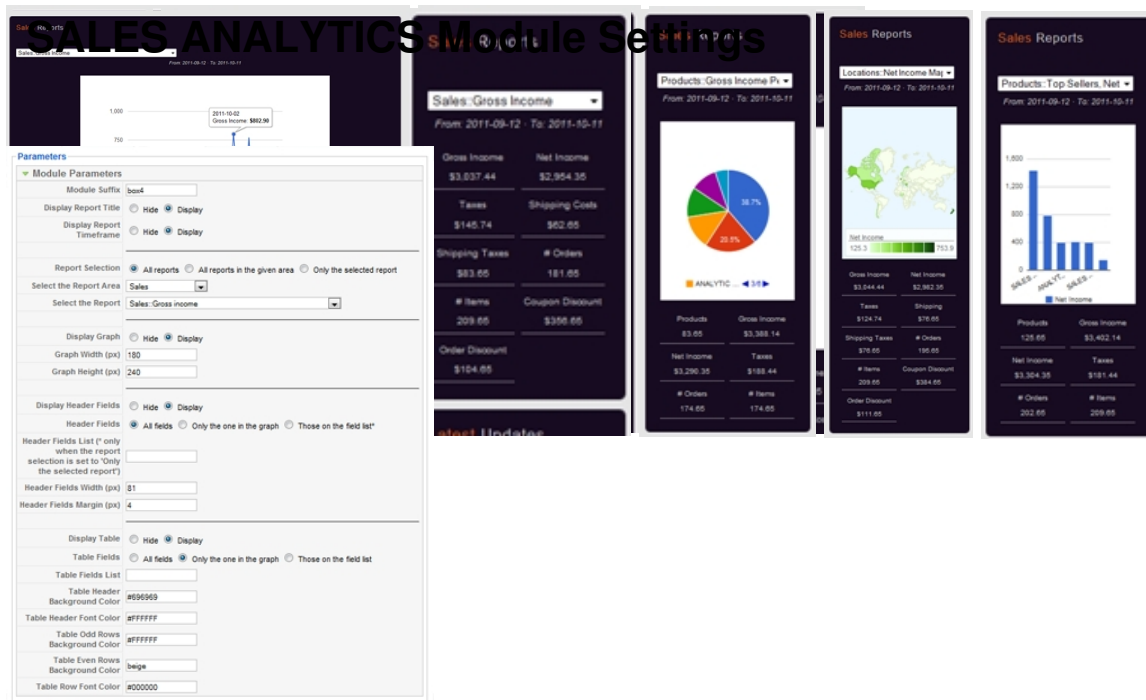 SALES ANALYTICS Module Settings
Sales Reports
Sales::Gross Income
From: 2011-09-12 · To: 2011-10-11
1,000
750
2011-10-02
Gross Income: $802.90
Parameters
Module Parameters
Module Suffix box4
Display Report Title Hide Display
Display Report
Timeframe Hide Display
Report Selection All reports All reports in the given area Only the selected report
Select the Report Area Sales
Select the Report Sales::Gross income
Display Graph Hide Display
Graph Width (px) 180
Graph Height (px) 240
Display Header Fields Hide Display
Header Fields All fields Only the one in the graph Those on the field list*
Header Fields List (* only
when the report
selection is set to 'Only
the selected report')
Header Fields Width (px) 81
Header Fields Margin (px) 4
Display Table Hide Display
Table Fields All fields Only the one in the graph Those on the field list
Table Fields List
Table Header
Background Color #696969
Table Header Font Color #FFFFFF
Table Odd Rows
Background Color #FFFFFF
Table Even Rows
Background Color beige
Table Row Font Color #000000
Sales Reports
Sales::Gross Income
From: 2011-09-12 · To: 2011-10-11
Gross Income Net Income
$3,037.44 $2,954.35
Taxes Shipping Costs
$145.74 $62.65
Shipping Taxes # Orders
$83.65 181.65
# Items Coupon Discount
209.65 $356.65
Order Discount
$104.65
Latest Updates
Sales Reports
Products::Gross Income
From: 2011-09-12 · To: 2011-10-11
38.7%
20.5%
ANALYTIC ... 3/6
Products Gross Income
83.65 $3,388.14
Net Income Taxes
$3,290.35 $188.44
# Orders # Items
174.65 174.65
Sales Reports
Locations::Net Income Map
From: 2011-09-12 · To: 2011-10-11
Net Income
125.3 753.9
Gross Income Net Income
$3,044.44 $2,982.35
Taxes Shipping
$124.74 $76.65
Shipping Taxes # Orders
$76.65 195.65
# Items Coupon Discount
209.65 $384.65
Order Discount
$111.65
Sales Reports
Products::Top Sellers, Net
From: 2011-09-12 · To: 2011-10-11
1,600
1,200
800
400
0
SALES... ANALYT... SALES...
Net Income
Products Gross Income
125.65 $3,402.14
Net Income Taxes
$3,304.35 $181.44
# Orders # Items
202.65 209.65